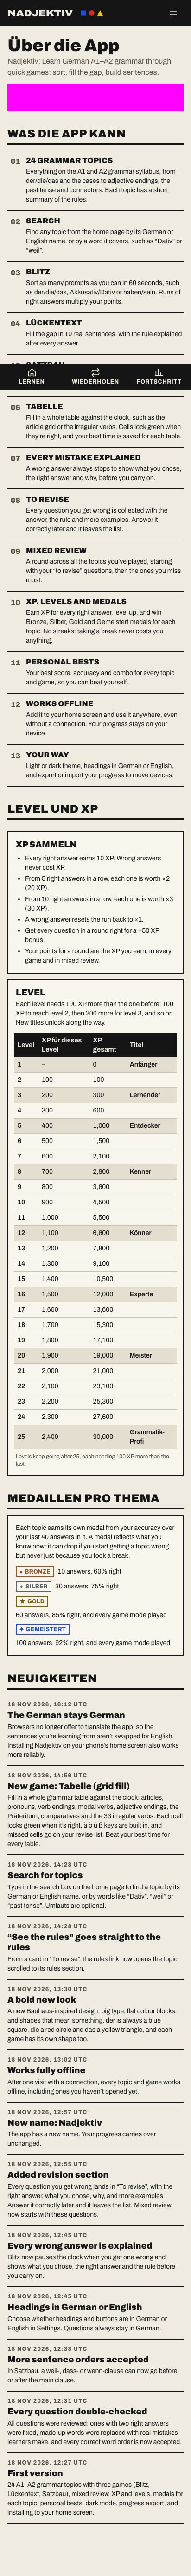 NADJEKTIV
Über die App
Nadjektiv: Learn German A1–A2 grammar through
quick games: sort, fill the gap, build sentences.
WAS DIE APP KANN
01 24 GRAMMAR TOPICS
Everything on the A1 and A2 grammar syllabus, from
der/die/das and the cases to adjective endings, the
past tense and connectors. Each topic has a short
summary of the rules.
02 SEARCH
Find any topic from the home page by its German or
English name, or by a word it covers, such as “Dativ” or
“weil”.
03 BLITZ
Sort as many prompts as you can in 60 seconds, such
as der/die/das, Akkusativ/Dativ or haben/sein. Runs of
right answers multiply your points.
04 LÜCKENTEXT
Fill the gap in 10 real sentences, with the rule explained
after every answer.
LERNEN
WIEDERHOLEN
FORTSCHRITT
06 TABELLE
Fill in a whole table against the clock, such as the
article grid or the irregular verbs. Cells lock green when
they’re right, and your best time is saved for each table.
07 EVERY MISTAKE EXPLAINED
A wrong answer always stops to show what you chose,
the right answer and why, before you carry on.
08 TO REVISE
Every question you get wrong is collected with the
answer, the rule and more examples. Answer it
correctly later and it leaves the list.
09 MIXED REVIEW
A round across all the topics you’ve played, starting
with your “to revise” questions, then the ones you miss
most.
10 XP, LEVELS AND MEDALS
Earn XP for every right answer, level up, and win
Bronze, Silber, Gold and Gemeistert medals for each
topic. No streaks: taking a break never costs you
anything.
11 PERSONAL BESTS
Your best score, accuracy and combo for every topic
and game, so you can beat yourself.
12 WORKS OFFLINE
Add it to your home screen and use it anywhere, even
without a connection. Your progress stays on your
device.
13 YOUR WAY
Light or dark theme, headings in German or English,
and export or import your progress to move devices.
LEVEL UND XP
XP SAMMELN
• Every right answer earns 10 XP. Wrong answers
never cost XP.
• From 5 right answers in a row, each one is worth ×2
(20 XP).
• From 10 right answers in a row, each one is worth ×3
(30 XP).
• A wrong answer resets the run back to ×1.
• Get every question in a round right for a +50 XP
bonus.
• Your points for a round are the XP you earn, in every
game and in mixed review.
LEVEL
Each level needs 100 XP more than the one before: 100
XP to reach level 2, then 200 more for level 3, and so on.
New titles unlock along the way.
Level XP für dieses Level XP gesamt Titel
1 – 0 Anfänger
2 100 100
3 200 300 Lernender
4 300 600
5 400 1,000 Entdecker
6 500 1,500
7 600 2,100
8 700 2,800 Kenner
9 800 3,600
10 900 4,500
11 1,000 5,500
12 1,100 6,600 Könner
13 1,200 7,800
14 1,300 9,100
15 1,400 10,500
16 1,500 12,000 Experte
17 1,600 13,600
18 1,700 15,300
19 1,800 17,100
20 1,900 19,000 Meister
21 2,000 21,000
22 2,100 23,100
23 2,200 25,300
24 2,300 27,600
25 2,400 30,000 Grammatik-Profi
Levels keep going after 25, each needing 100 XP more than the
last.
MEDAILLEN PRO THEMA
Each topic earns its own medal from your accuracy over
your last 40 answers in it. A medal reflects what you
know now: it can drop if you start getting a topic wrong,
but never just because you took a break.
BRONZE 10 answers, 60% right
SILBER 30 answers, 75% right
GOLD
60 answers, 85% right, and every game mode played
GEMEISTERT
100 answers, 92% right, and every game mode played
NEUIGKEITEN
18 NOV 2026, 16:12 UTC
The German stays German
Browsers no longer offer to translate the app, so the
sentences you’re learning from aren’t swapped for English.
Installing Nadjektiv on your phone’s home screen also works
more reliably.
18 NOV 2026, 14:56 UTC
New game: Tabelle (grid fill)
Fill in a whole grammar table against the clock: articles,
pronouns, verb endings, modal verbs, adjective endings, the
Präteritum, comparatives and the 33 irregular verbs. Each cell
locks green when it’s right, ä ö ü ß keys are built in, and
missed cells go on your revise list. Beat your best time for
every table.
18 NOV 2026, 14:28 UTC
Search for topics
Type in the search box on the home page to find a topic by its
German or English name, or by words like “Dativ”, “weil” or
“past tense”. Umlauts are optional.
18 NOV 2026, 14:28 UTC
“See the rules” goes straight to the
rules
From a card in “To revise”, the rules link now opens the topic
scrolled to its rules section.
18 NOV 2026, 13:30 UTC
A bold new look
A new Bauhaus-inspired design: big type, flat colour blocks,
and shapes that mean something. der is always a blue
square, die a red circle and das a yellow triangle, and each
game has its own shape too.
18 NOV 2026, 13:02 UTC
Works fully offline
After one visit with a connection, every topic and game works
offline, including ones you haven’t opened yet.
18 NOV 2026, 12:57 UTC
New name: Nadjektiv
The app has a new name. Your progress carries over
unchanged.
18 NOV 2026, 12:55 UTC
Added revision section
Every question you get wrong lands in “To revise”, with the
right answer, what you chose, why, and more examples.
Answer it correctly later and it leaves the list. Mixed review
now starts with these questions.
18 NOV 2026, 12:45 UTC
Every wrong answer is explained
Blitz now pauses the clock when you get one wrong and
shows what you chose, the right answer and the rule before
you carry on.
18 NOV 2026, 12:45 UTC
Headings in German or English
Choose whether headings and buttons are in German or
English in Settings. Questions always stay in German.
18 NOV 2026, 12:38 UTC
More sentence orders accepted
In Satzbau, a weil-, dass- or wenn-clause can now go before
or after the main clause.
18 NOV 2026, 12:31 UTC
Every question double-checked
All questions were reviewed: ones with two right answers
were fixed, made-up words were replaced with real mistakes
learners make, and every correct word order is now accepted.
18 NOV 2026, 12:27 UTC
First version
24 A1–A2 grammar topics with three games (Blitz,
Lückentext, Satzbau), mixed review, XP and levels, medals for
each topic, personal bests, dark mode, progress export, and
installing to your home screen.